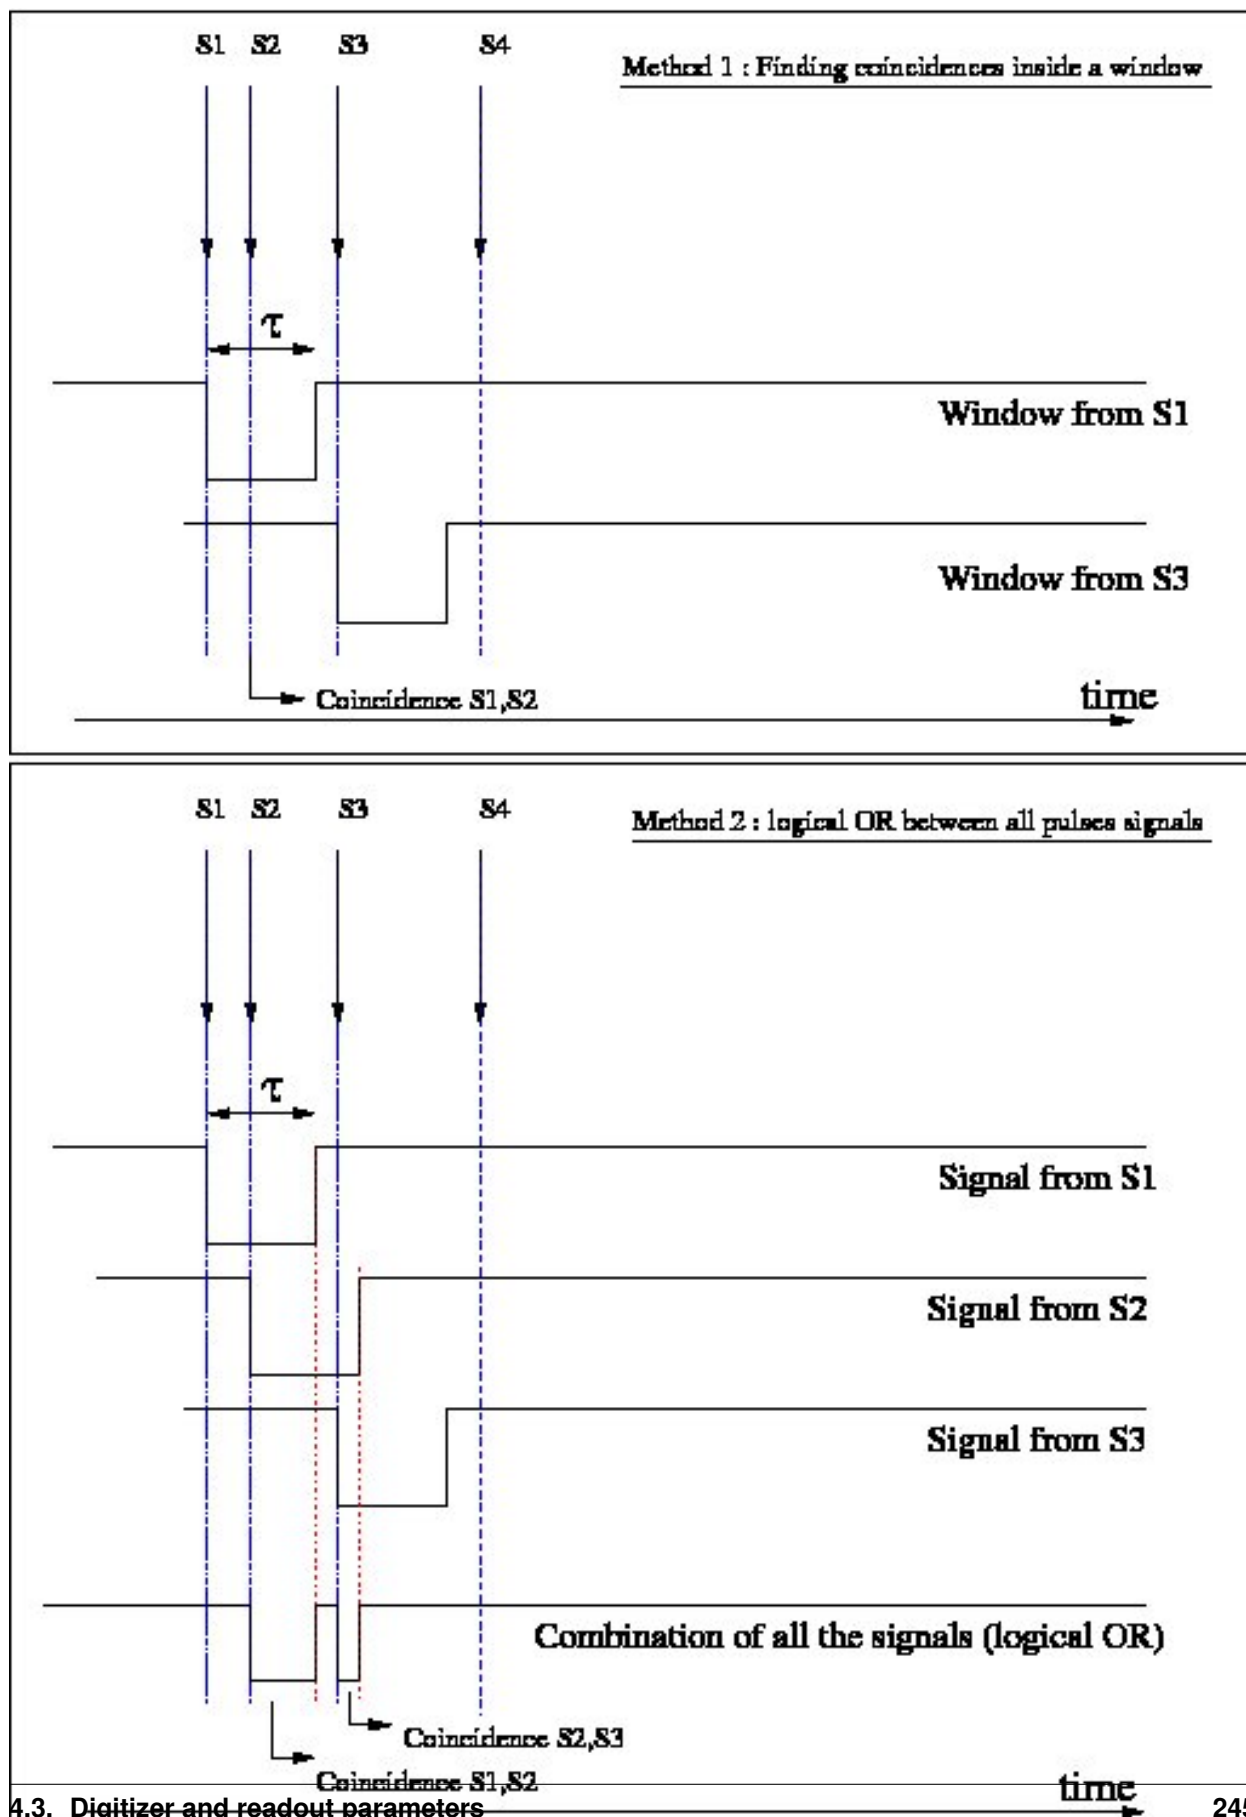 S1 S2 S3 S4
Method 1 : Finding coincidences inside a window
τ
Window from S1
Window from S3
Coincidence S1,S2
time
S1 S2 S3 S4
Method 2 : logical OR between all pulses signals
τ
Signal from S1
Signal from S2
Signal from S3
Combination of all the signals (logical OR)
Coincidence S2,S3
Coincidence S1,S2
time
4.3. Digitizer and readout parameters